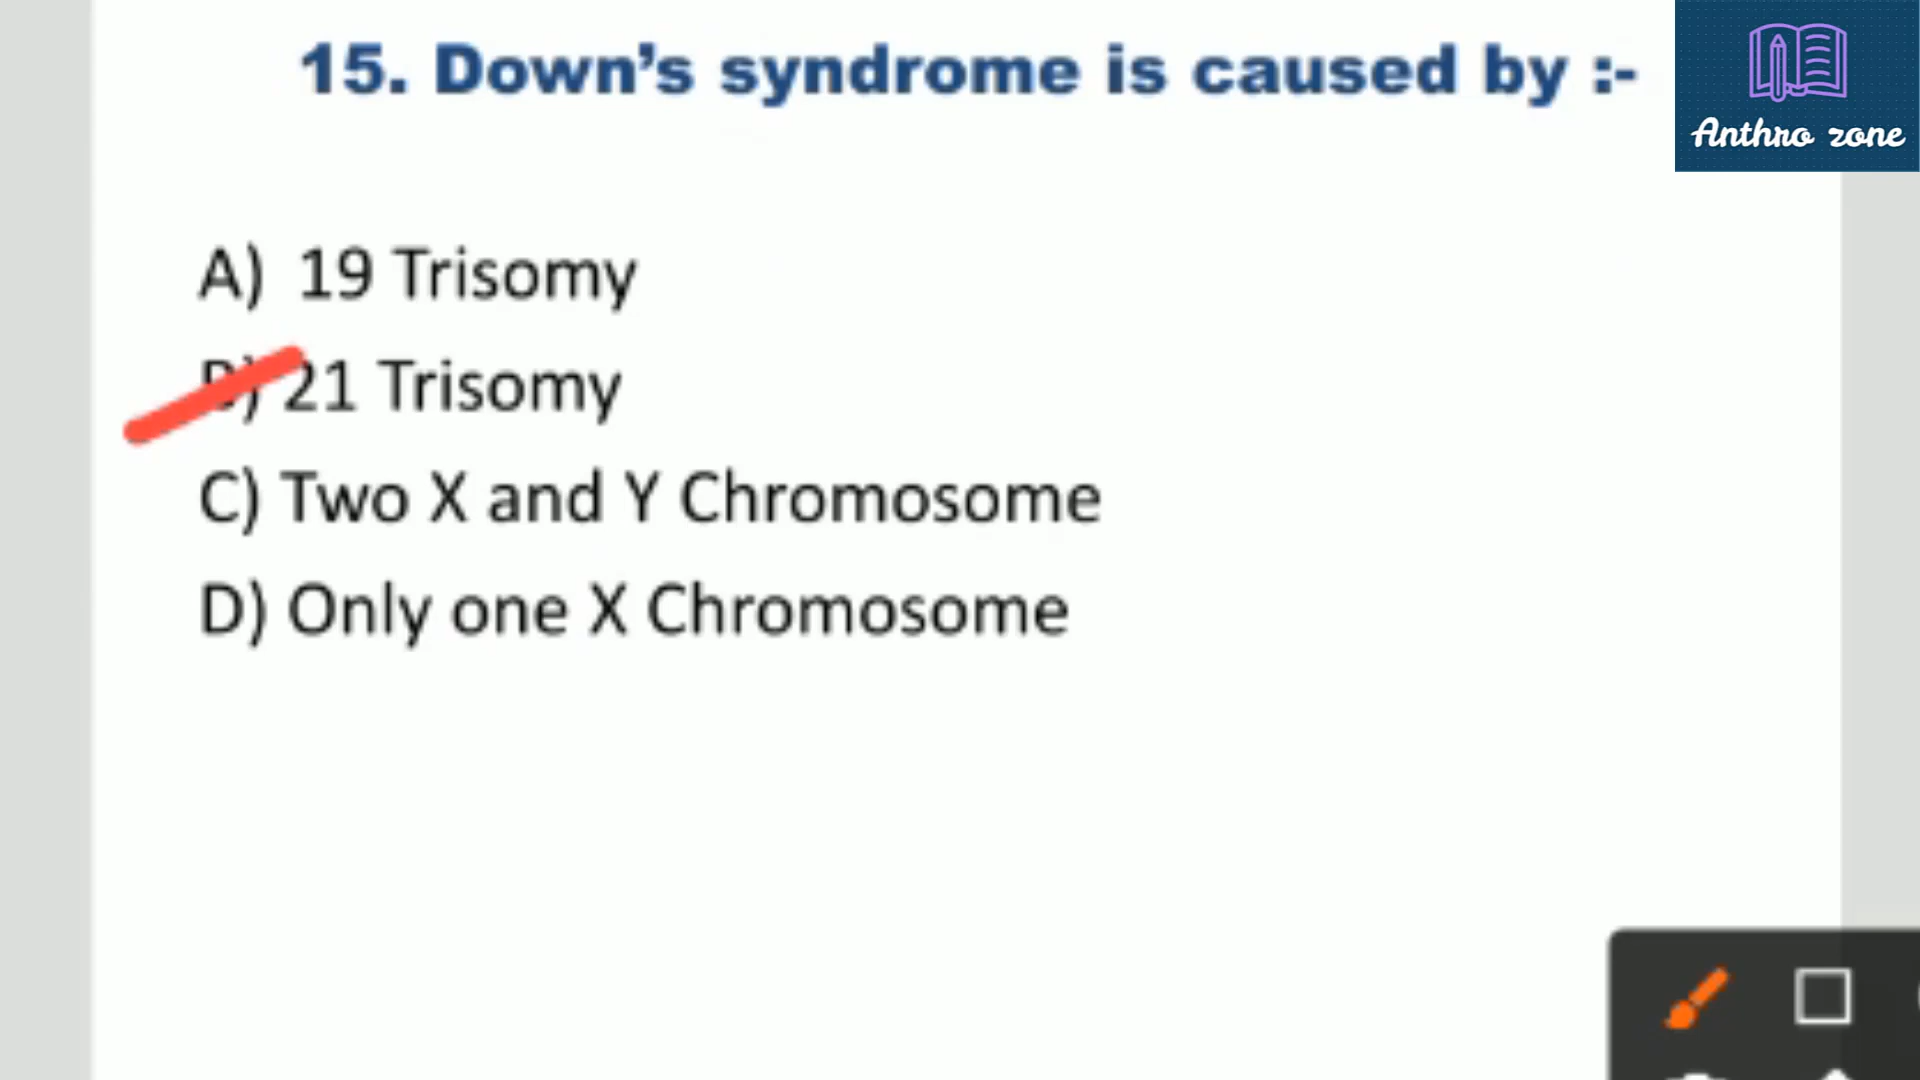 15. Down's syndrome is caused by :-
Anthro zone
A) 19 Trisomy
B) 21 Trisomy
C) Two X and Y Chromosome
D) Only one X Chromosome